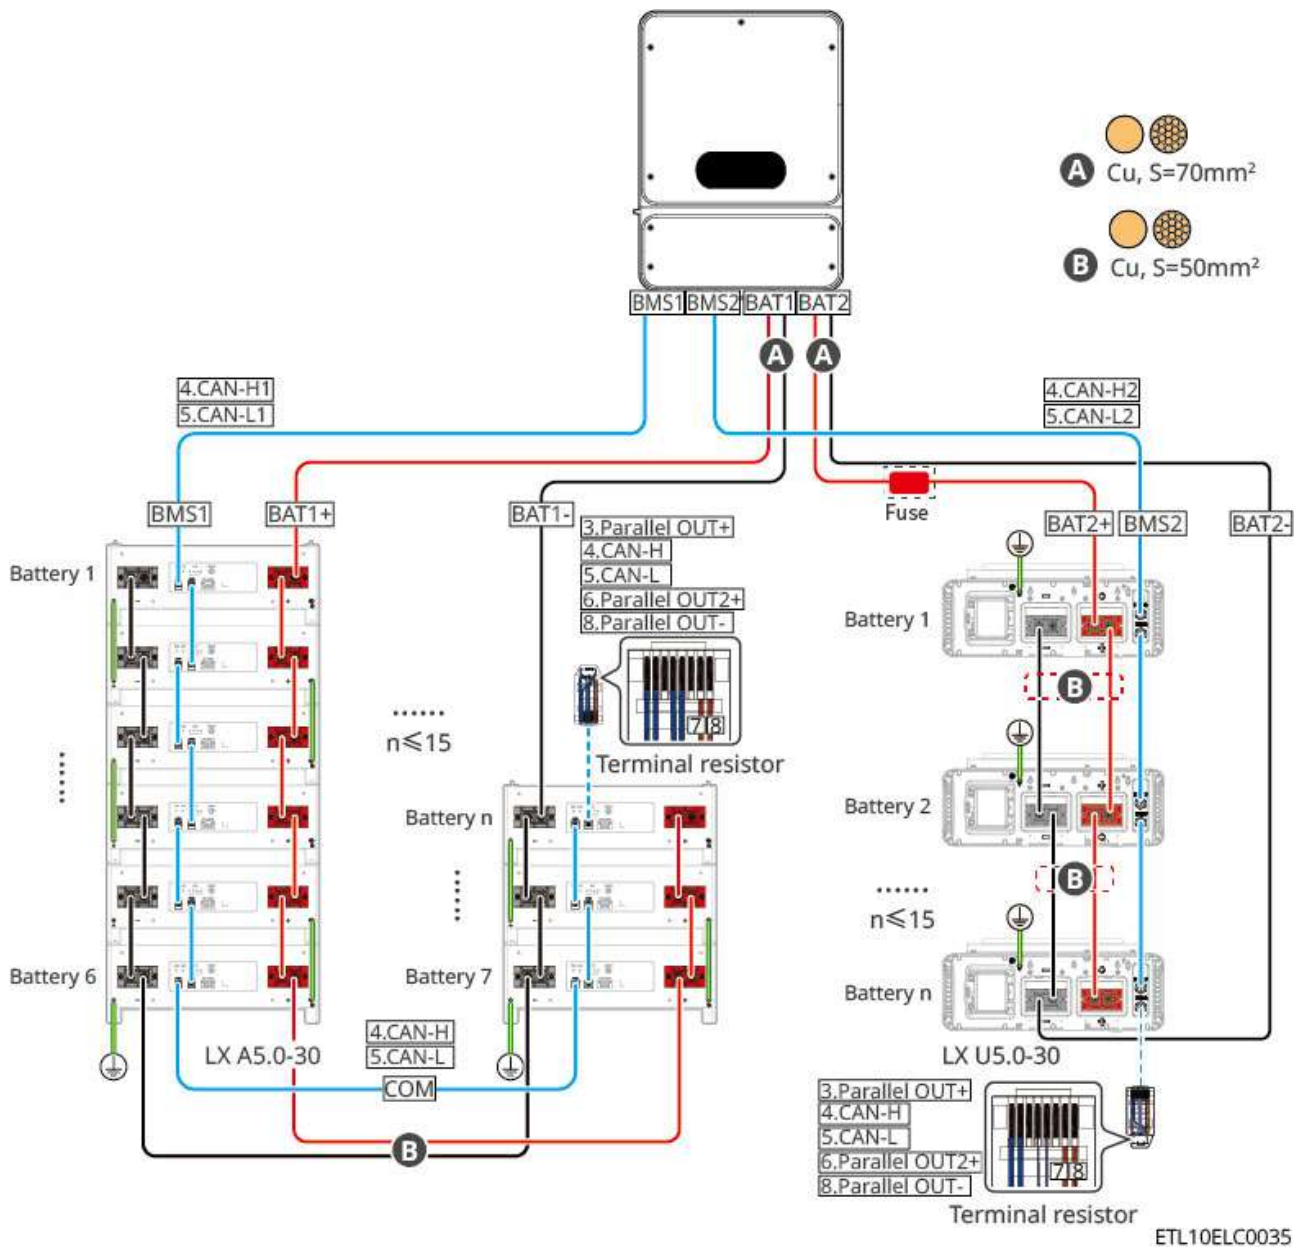 A Cu, S=70mm²
B Cu, S=50mm²
BMS1 BMS2 BAT1 BAT2
A A
4.CAN-H1
5.CAN-L1
4.CAN-H2
5.CAN-L2
BMS1 BAT1+ BAT1-
Fuse
BAT2+ BMS2 BAT2-
3.Parallel OUT+
4.CAN-H
5.CAN-L
6.Parallel OUT2+
8.Parallel OUT-
7 8
Terminal resistor
Battery 1
n≤15
Battery n
Battery 6
Battery 7
LX A5.0-30
4.CAN-H
5.CAN-L
COM
B
Battery 1
B
Battery 2
B
n≤15
Battery n
LX U5.0-30
3.Parallel OUT+
4.CAN-H
5.CAN-L
6.Parallel OUT2+
8.Parallel OUT-
7 8
Terminal resistor
ETL10ELC0035